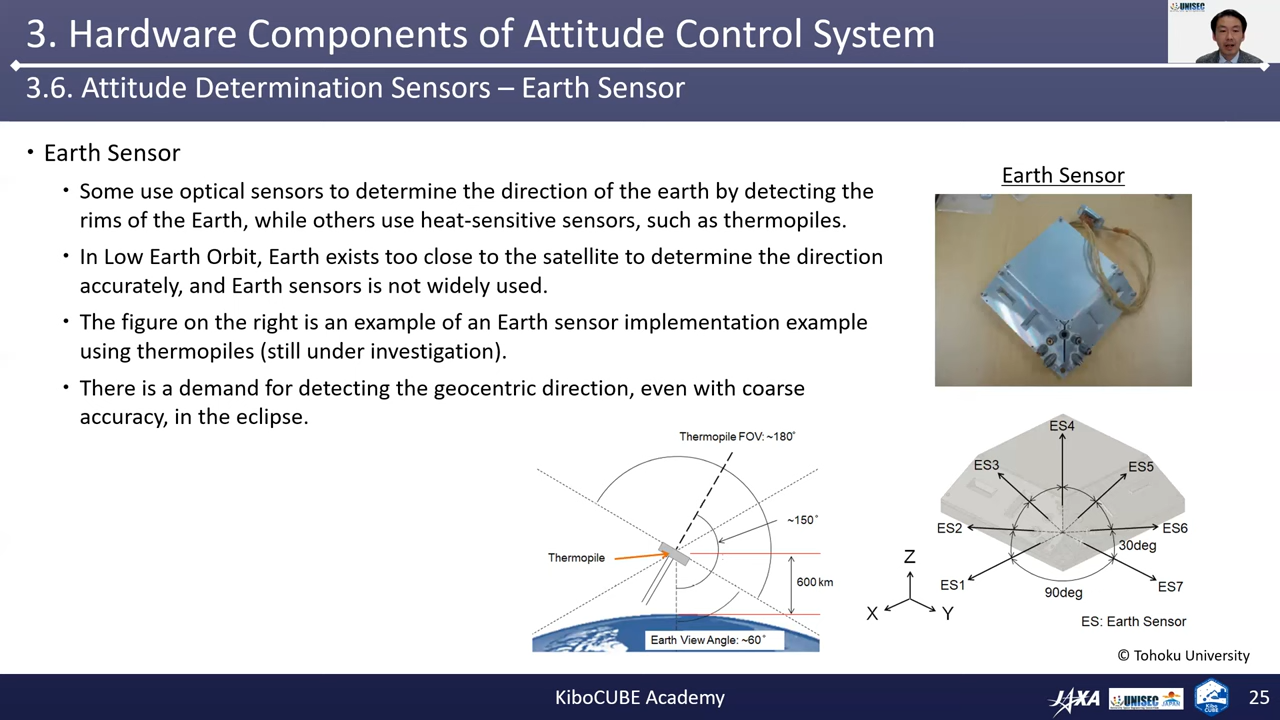 3. Hardware Components of Attitude Control System
3.6. Attitude Determination Sensors – Earth Sensor
UNISEC
• Earth Sensor
• Some use optical sensors to determine the direction of the earth by detecting the
rims of the Earth, while others use heat-sensitive sensors, such as thermopiles.
• In Low Earth Orbit, Earth exists too close to the satellite to determine the direction
accurately, and Earth sensors is not widely used.
• The figure on the right is an example of an Earth sensor implementation example
using thermopiles (still under investigation).
• There is a demand for detecting the geocentric direction, even with coarse
accuracy, in the eclipse.
Earth Sensor
Thermopile FOV: ~180°
~150°
Thermopile
600 km
Earth View Angle: ~60°
ES4
ES3
ES5
ES2
ES6
30deg
ES1
ES7
90deg
Z
X
Y
ES: Earth Sensor
© Tohoku University
KiboCUBE Academy
JAXA
UNISEC
JAPAN
Kibo
CUBE
25